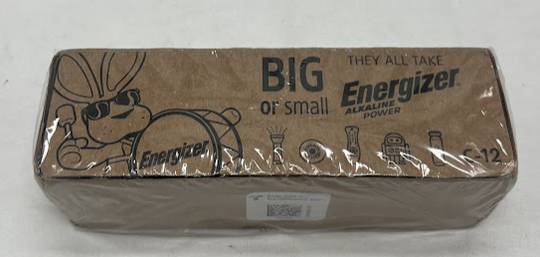 BIG
or small
THEY ALL TAKE
Energizer
ALKALINE
POWER
Energizer
-12